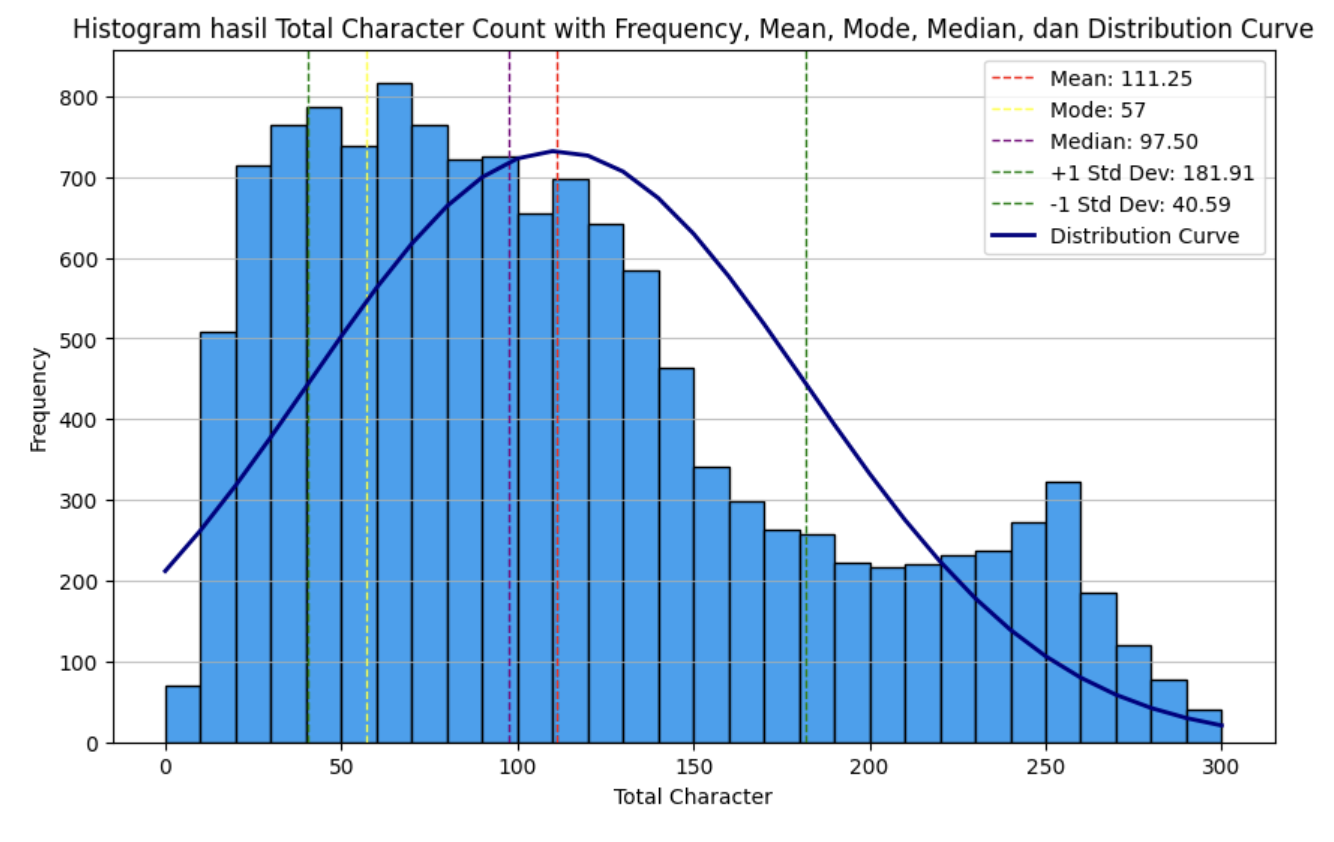 Histogram hasil Total Character Count with Frequency, Mean, Mode, Median, dan Distribution Curve
Mean: 111.25
Mode: 57
Median: 97.50
+1 Std Dev: 181.91
-1 Std Dev: 40.59
Distribution Curve
Frequency
800
700
600
500
400
300
200
100
0
0 50 100 150 200 250 300
Total Character